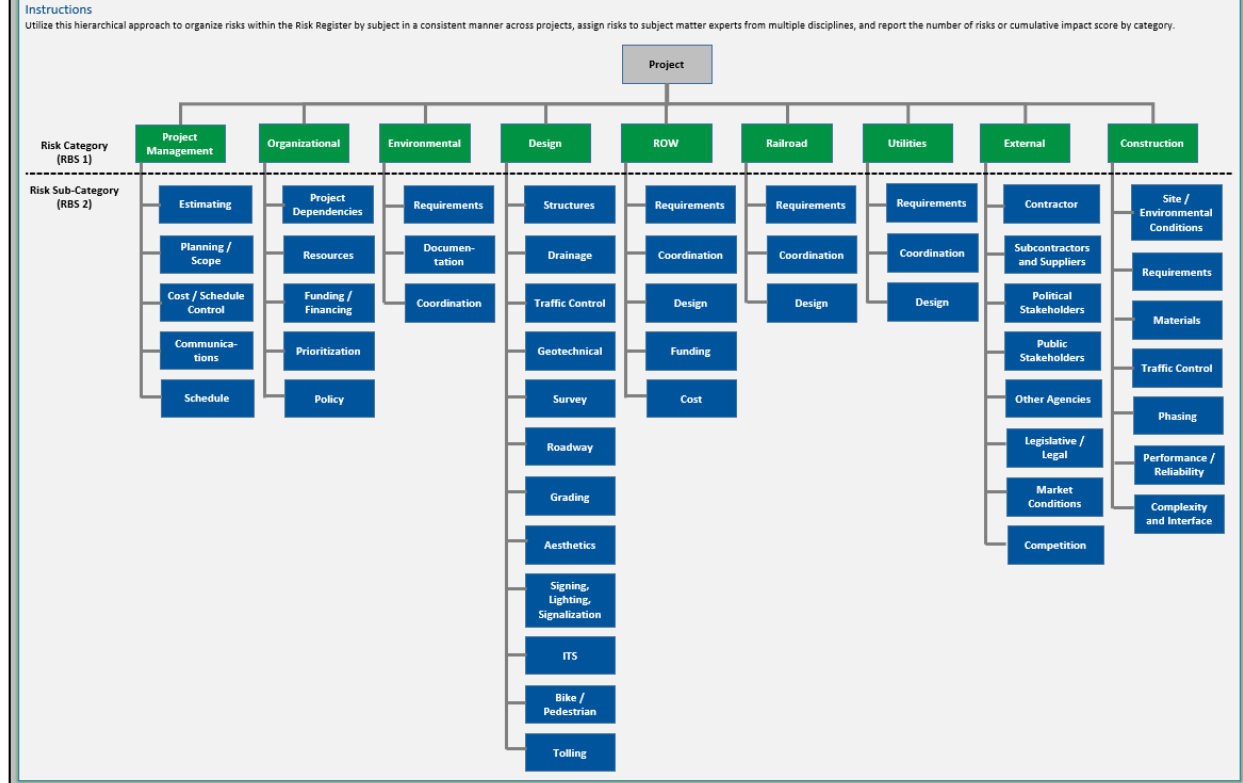 Instructions
Utilize this hierarchical approach to organize risks within the Risk Register by subject in a consistent manner across projects, assign risks to subject matter experts from multiple disciplines, and report the number of risks or cumulative impact score by category.
Project
Risk Category
(RBS 1)
Project
Management
Organizational
Environmental
Design
ROW
Railroad
Utilities
External
Construction
Risk Sub-Category
(RBS 2)
Estimating
Planning /
Scope
Cost / Schedule
Control
Communica-
tions
Schedule
Project
Dependencies
Resources
Funding /
Financing
Prioritization
Policy
Requirements
Documen-
tation
Coordination
Structures
Drainage
Traffic Control
Geotechnical
Survey
Roadway
Grading
Aesthetics
Signing,
Lighting,
Signalization
ITS
Bike /
Pedestrian
Tolling
Requirements
Coordination
Design
Funding
Cost
Requirements
Coordination
Design
Requirements
Coordination
Design
Contractor
Subcontractors
and Suppliers
Political
Stakeholders
Public
Stakeholders
Other Agencies
Legislative /
Legal
Market
Conditions
Competition
Site /
Environmental
Conditions
Requirements
Materials
Traffic Control
Phasing
Performance /
Reliability
Complexity
and Interface